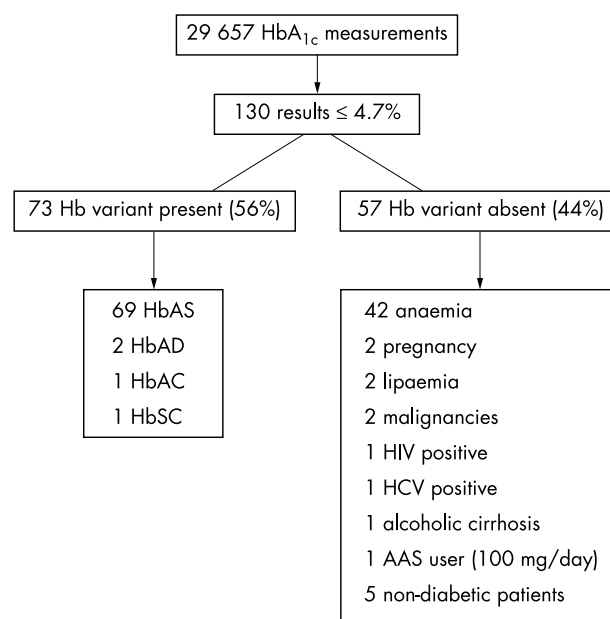 29 657 HbA1c measurements
130 results ≤ 4.7%
73 Hb variant present (56%)
57 Hb variant absent (44%)
69 HbAS
2 HbAD
1 HbAC
1 HbSC
42 anaemia
2 pregnancy
2 lipaemia
2 malignancies
1 HIV positive
1 HCV positive
1 alcoholic cirrhosis
1 AAS user (100 mg/day)
5 non-diabetic patients